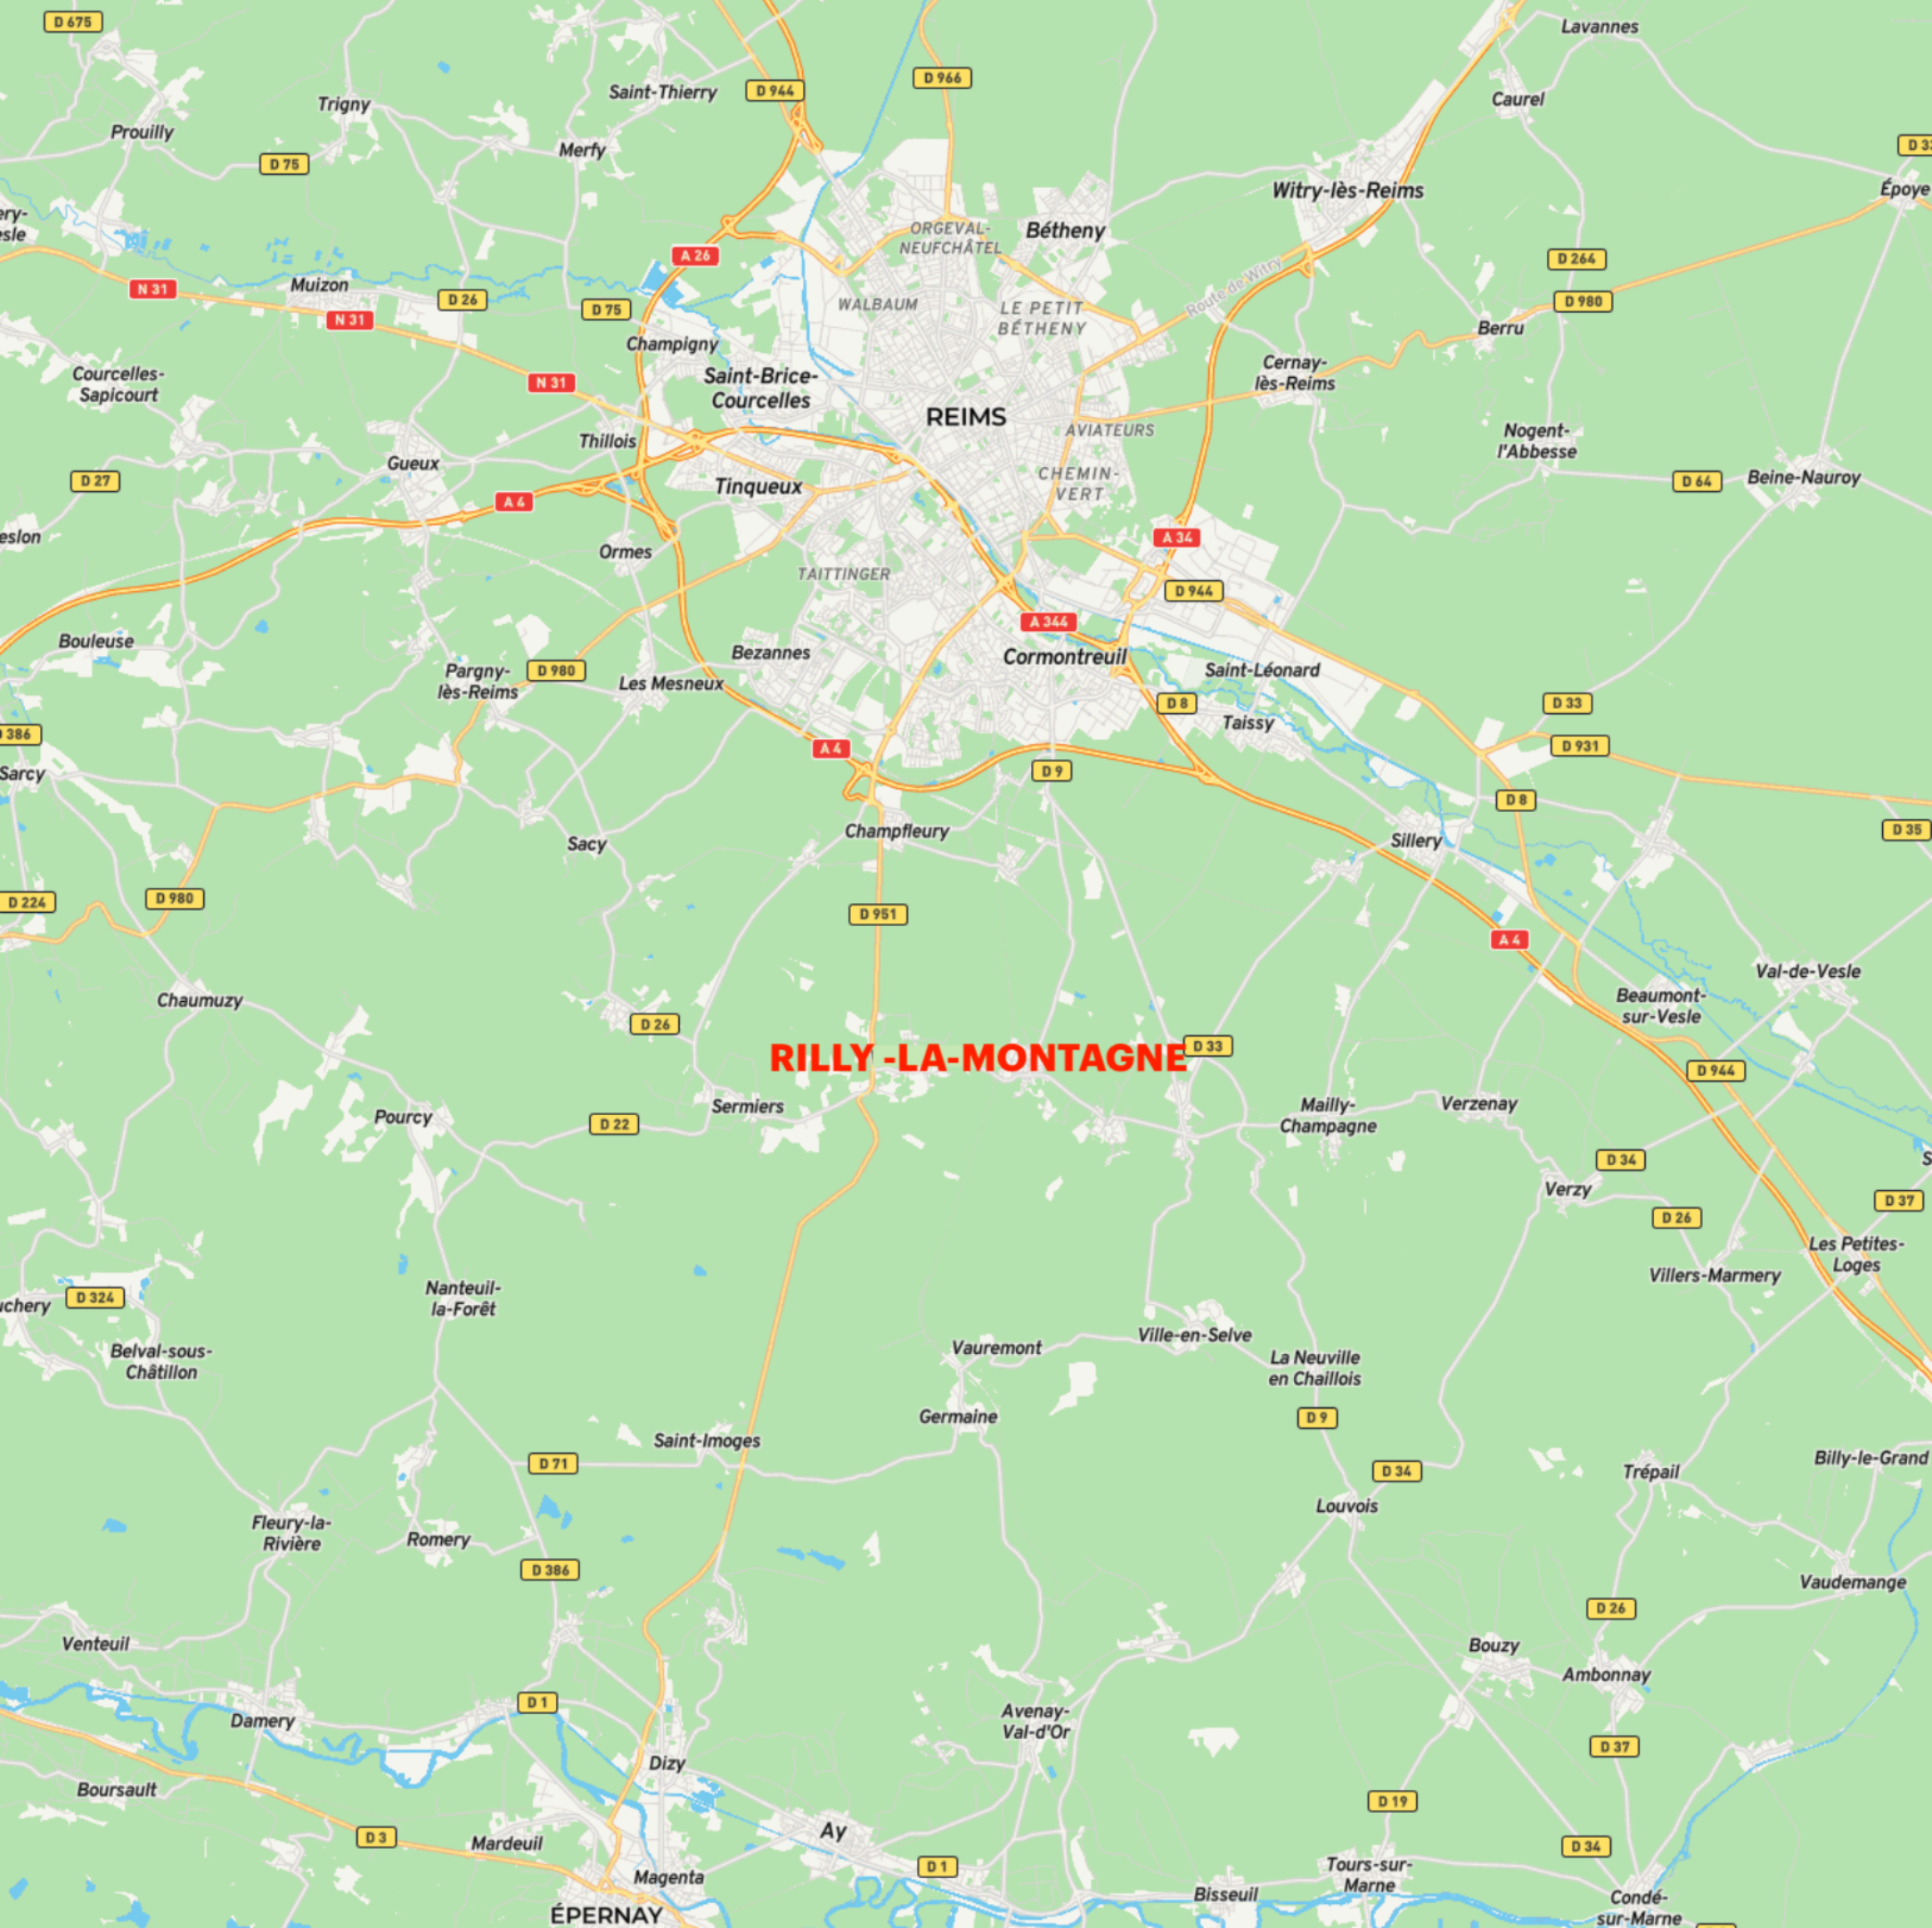 D 675
Lavannes
D 966
D 944
Saint-Thierry
Caurel
Trigny
Prouilly
D 75
Merfy
D 33
Époye
Witry-lès-Reims
ery-
esle
ORGEVAL-
NEUFCHÂTEL
Bétheny
A 26
D 264
Route de Witry
N 31
Muizon
D 26
D 75
WALBAUM
LE PETIT
BÉTHENY
D 980
N 31
Berru
Champigny
Courcelles-
Sapicourt
N 31
Saint-Brice-
Courcelles
Cernay-
lès-Reims
REIMS
AVIATEURS
Thillois
Nogent-
l'Abbesse
Gueux
D 27
Tinqueux
CHEMIN-
VERT
D 64
Beine-Nauroy
A 4
eslon
Ormes
A 34
TAITTINGER
D 944
A 344
Bouleuse
Bezannes
Cormontreuil
Pargny-
lès-Reims
D 980
Les Mesneux
Saint-Léonard
D 8
D 33
Taissy
386
A 4
D 931
Sarcy
D 9
D 8
Champfleury
Sacy
Sillery
D 35
D 224
D 980
D 951
A 4
Chaumuzy
Val-de-Vesle
Beaumont-
sur-Vesle
D 26
RILLY -LA-MONTAGNE
D 33
D 944
Sermiers
Pourcy
D 22
Mailly-
Champagne
Verzenay
D 34
S
Verzy
D 37
D 26
Les Petites-
Loges
Villers-Marmery
Nanteuil-
la-Forêt
uchery
D 324
Ville-en-Selve
Vauremont
Belval-sous-
Châtillon
La Neuville
en Chaillois
Germaine
D 9
Saint-Imoges
D 71
D 34
Trépail
Billy-le-Grand
Louvois
Fleury-la-
Rivière
Romery
D 386
Vaudemange
D 26
Venteuil
Bouzy
Ambonnay
D 1
Damery
Avenay-
Val-d'Or
D 37
Dizy
Boursault
D 19
D 3
Mardeuil
Ay
D 34
D 1
Magenta
Tours-sur-
Marne
Bisseuil
Condé-
sur-Marne
ÉPERNAY